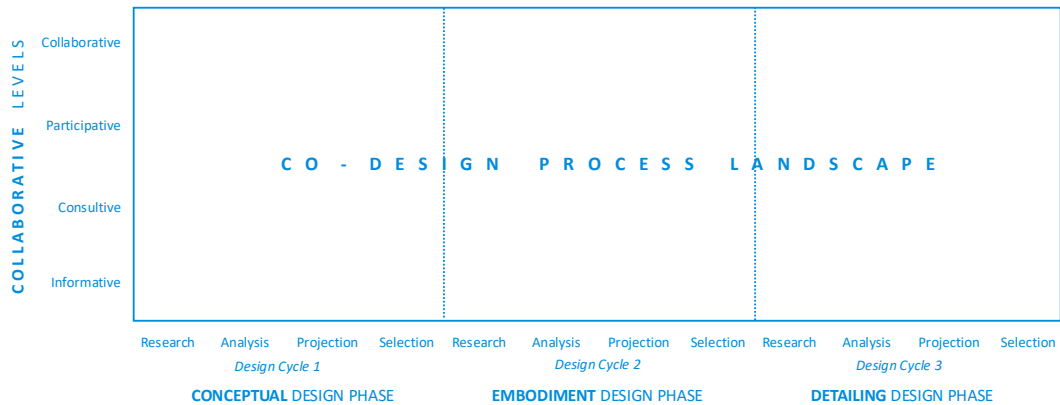 COLLABORATIVE LEVELS
Collaborative
Participative
Consultive
Informative
CO - DESIGN PROCESS LANDSCAPE
Research Analysis Projection Selection Research Analysis Projection Selection Research Analysis Projection Selection
Design Cycle 1 Design Cycle 2 Design Cycle 3
CONCEPTUAL DESIGN PHASE EMBODIMENT DESIGN PHASE DETAILING DESIGN PHASE